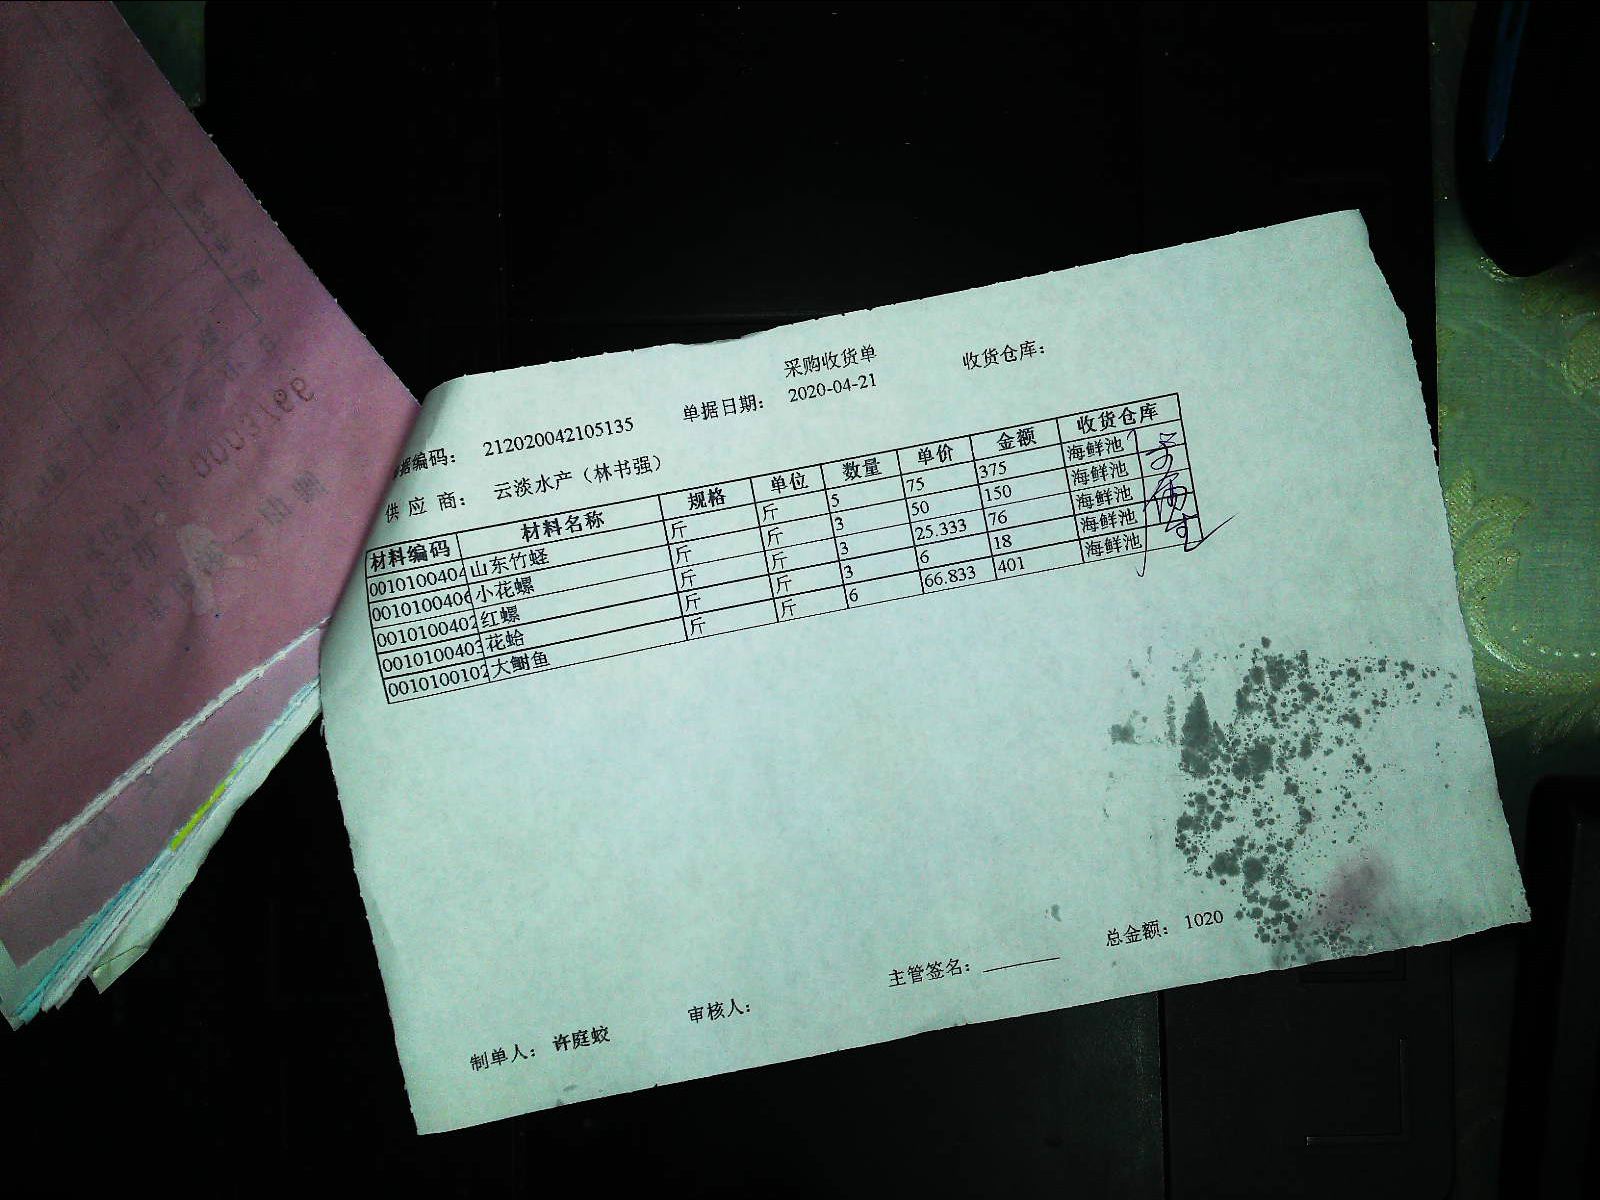 采购收货单
据编码： 212020042105135 单据日期： 2020-04-21 收货仓库：
供 应 商： 云淡水产（林书强）
材料编码 材料名称 规格 单位 数量 单价 金额 收货仓库
0010100404 山东竹蛏 斤 斤 5 75 375 海鲜池
0010100406 小花螺 斤 斤 3 50 150 海鲜池
0010100402 红螺 斤 斤 3 25.333 76 海鲜池
0010100403 花蛤 斤 斤 3 6 18 海鲜池
0010100102 大鲋鱼 斤 斤 6 66.833 401 海鲜池
制单人： 许庭蛟 审核人： 主管签名： 总金额： 1020